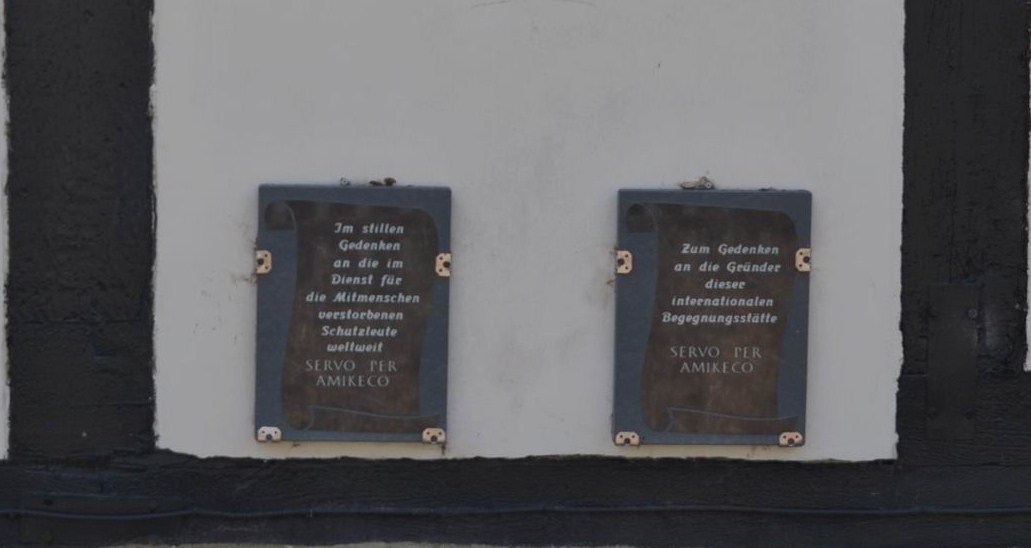 Im stillen
Gedenken
an die im
Dienst für
die Mitmenschen
verstorbenen
Schutzleute
weltweit
SERVO PER
AMIKECO
Zum Gedenken
an die Gründer
dieser
internationalen
Begegnungsstätte
SERVO PER
AMIKECO